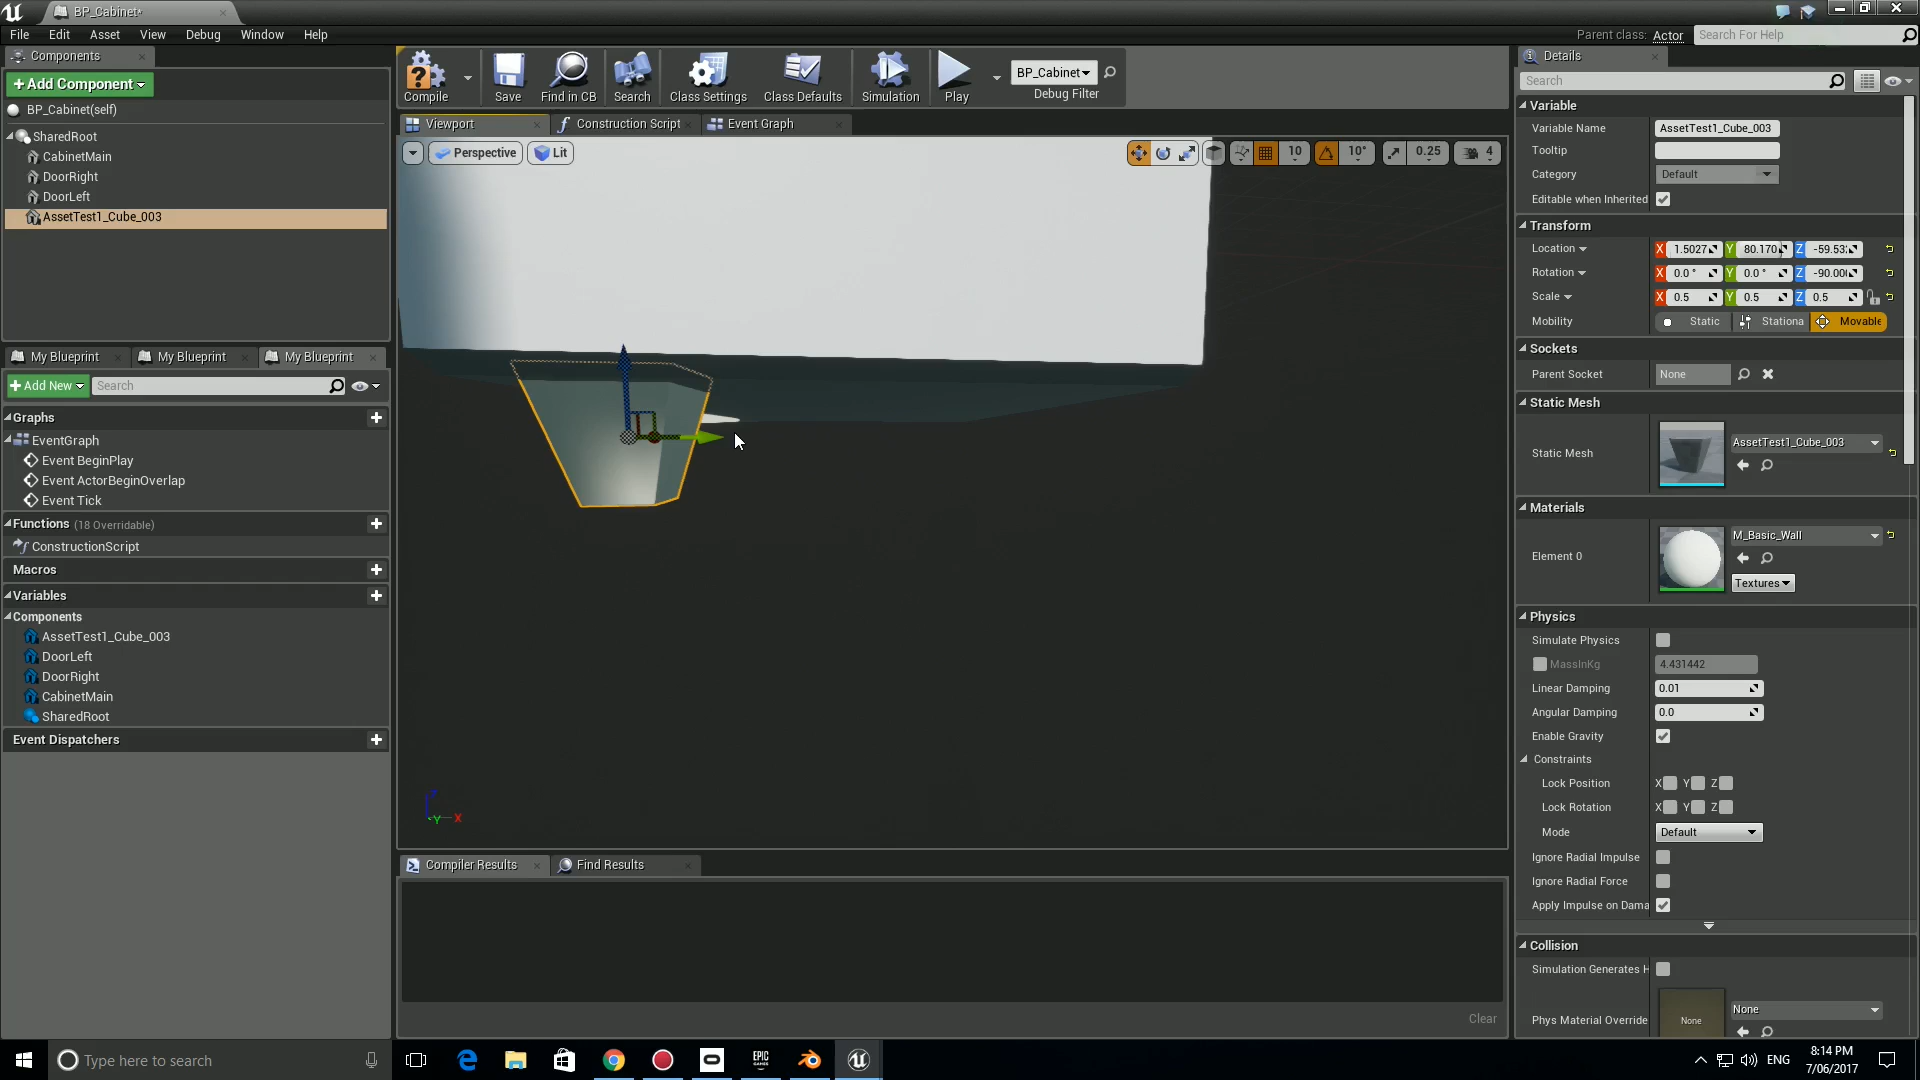 BP_Cabinet*
File Edit Asset View Debug Window Help
Parent class: Actor Search For Help
Components
+Add Component
BP_Cabinet(self)
SharedRoot
CabinetMain
DoorRight
DoorLeft
AssetTest1_Cube_003
My Blueprint My Blueprint My Blueprint
+Add New Search
Graphs
EventGraph
Event BeginPlay
Event ActorBeginOverlap
Event Tick
Functions (18 Overridable)
ConstructionScript
Macros
Variables
Components
AssetTest1_Cube_003
DoorLeft
DoorRight
CabinetMain
SharedRoot
Event Dispatchers
Compile Save Find in CB Search Class Settings Class Defaults Simulation Play
BP_Cabinet
Debug Filter
Viewport Construction Script Event Graph
Perspective Lit 10 10° 0.25 4
Z
Y X
Compiler Results Find Results
Clear
Details
Search
Variable
Variable Name AssetTest1_Cube_003
Tooltip
Category Default
Editable when Inherited
Transform
Location X 1.5027 Y 80.170 Z -59.53
Rotation X 0.0 ° Y 0.0 ° Z -90.00
Scale X 0.5 Y 0.5 Z 0.5
Mobility Static Stationa Movable
Sockets
Parent Socket None
Static Mesh
Static Mesh AssetTest1_Cube_003
Materials
Element 0 M_Basic_Wall
Textures
Physics
Simulate Physics
MassInKg 4.431442
Linear Damping 0.01
Angular Damping 0.0
Enable Gravity
Constraints
Lock Position X Y Z
Lock Rotation X Y Z
Mode Default
Ignore Radial Impulse
Ignore Radial Force
Apply Impulse on Dama
Collision
Simulation Generates H
Phys Material Override None None
Type here to search
EPIC GAMES
ENG
8:14 PM
7/06/2017